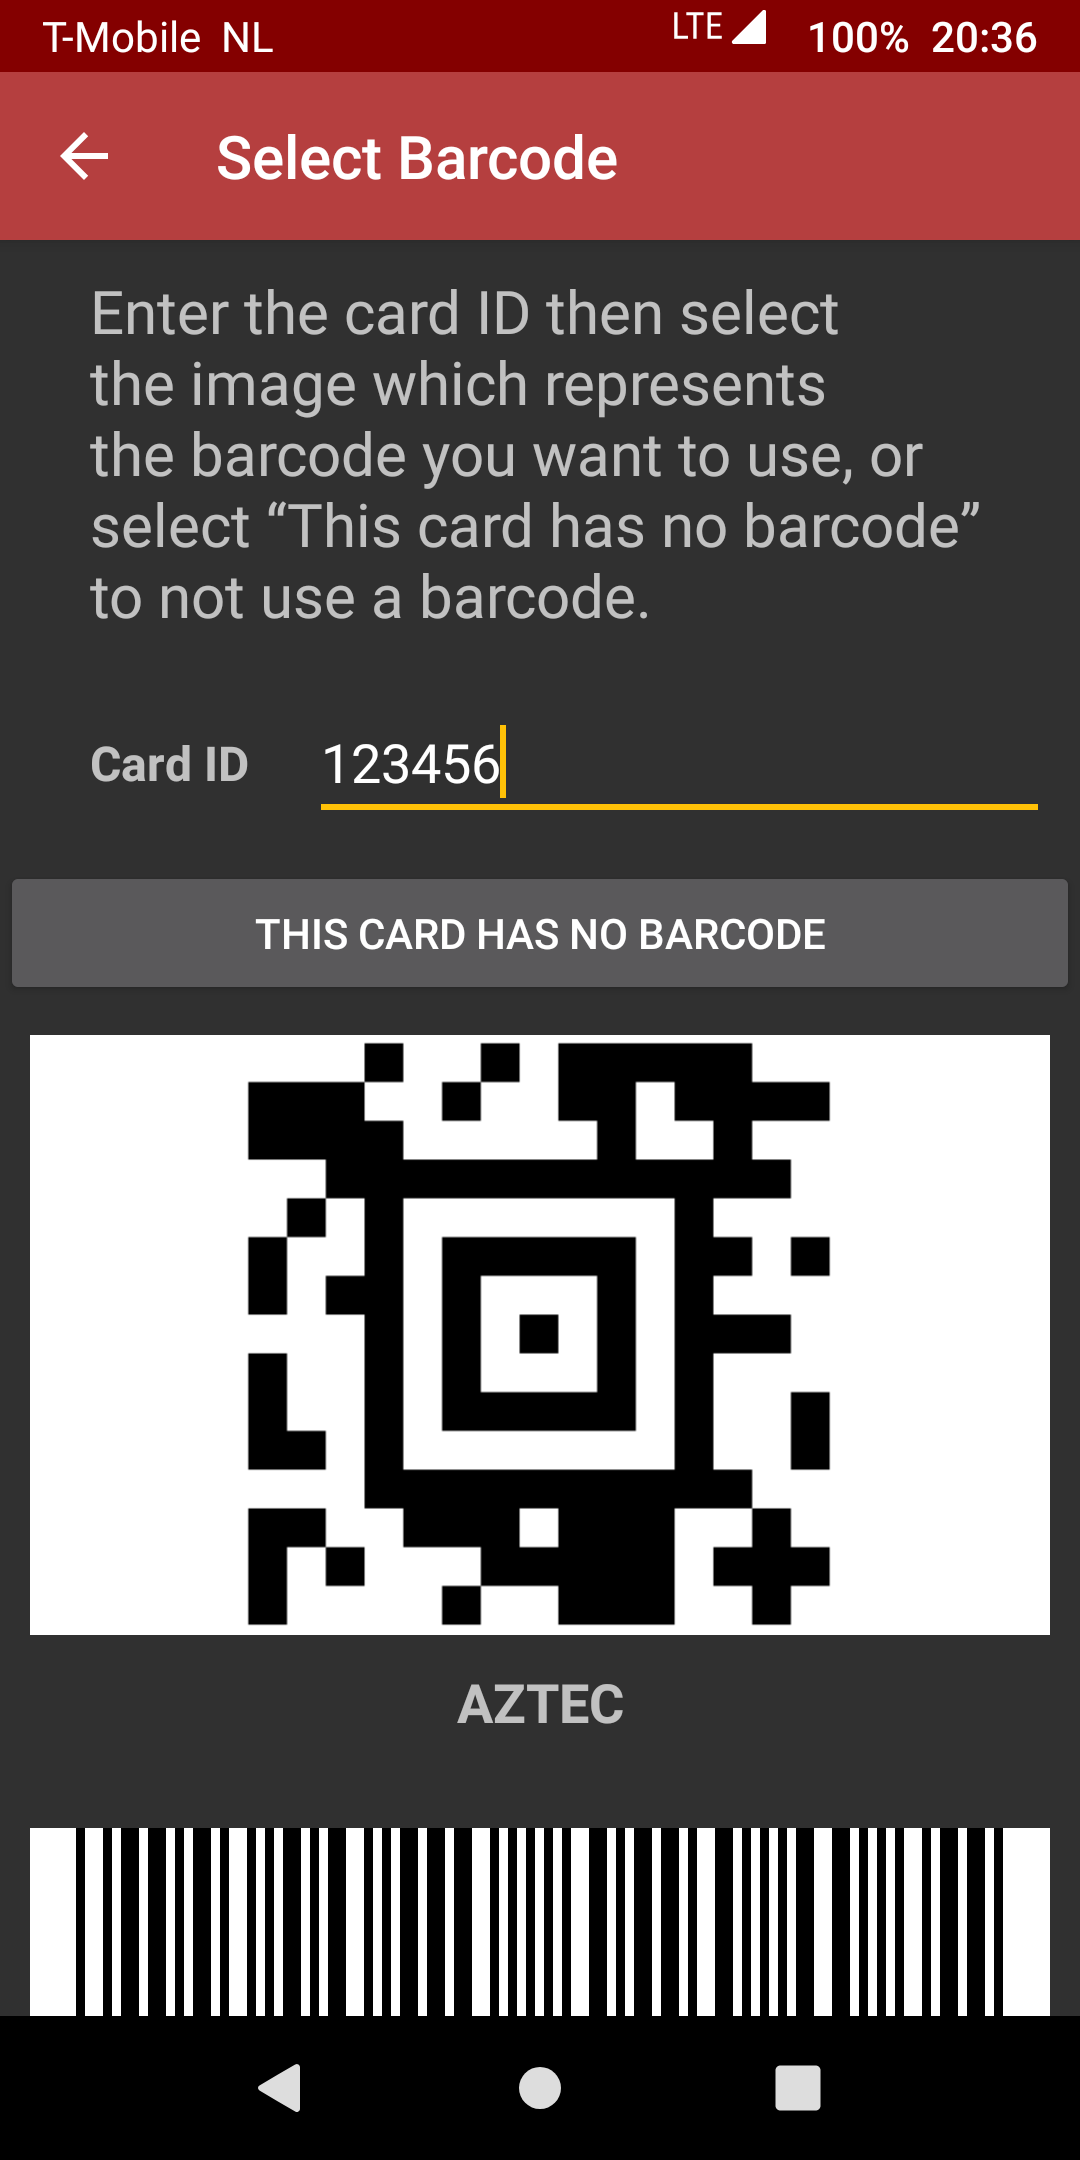 T-Mobile NL LTE 100% 20:36
Select Barcode
Enter the card ID then select
the image which represents
the barcode you want to use, or
select “This card has no barcode”
to not use a barcode.
Card ID 123456
THIS CARD HAS NO BARCODE
AZTEC